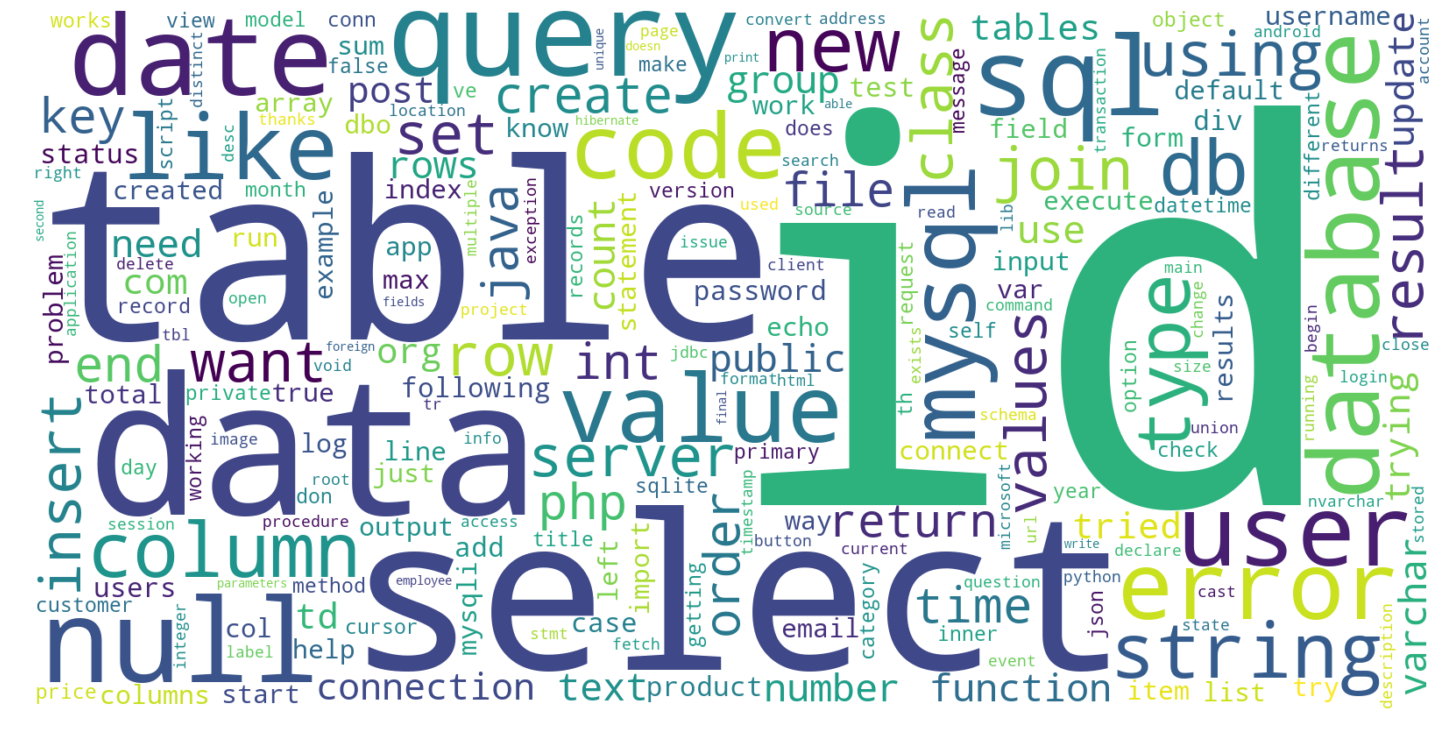 works
view
model
conn
query
convert
address
object
username
date
sum
false
unique
page
doesn
make
print
new
tables
android
account
sql
using
distinct
array
thanks
post
ve
location
create
group
work
able
test
class
message
transaction
default
update
key
script
desc
like
dbo
set
know
hibernate
code
does
field
form
div
different
returns
status
right
rows
search
join
db
database
result
created
month
index
java
version
file
source
used
read
lib
execute
datetime
second
application
problem
need
run
example
table
multiple
exception
records
count
statement
issue
id
mysql
use
input
com
delete
record
open
app
max
fields
client
password
request
var
command
type
main
change
tbl
project
echo
self
results
begin
close
end
want
foreign
void
org
row
int
jdbc
public
exists
values
option
size
login
trying
total
private
true
following
format
html
th
schema
running
insert
working
image
data
tr
value
final
union
log
info
day
line
server
primary
connect
check
just
root
don
php
sqlite
timestamp
microsoft
year
nvarchar
session
procedure
access
order
way
return
url
tried
user
stored
column
output
title
button
current
declare
write
error
varchar
users
parameters
method
employee
add
mysqli
left
import
getting
select
question
python
cast
customer
null
integer
td
cursor
stmt
case
fetch
email
category
time
inner
json
state
string
col
label
help
event
description
price
columns
start
connection
text
product
number
function
item
list
try